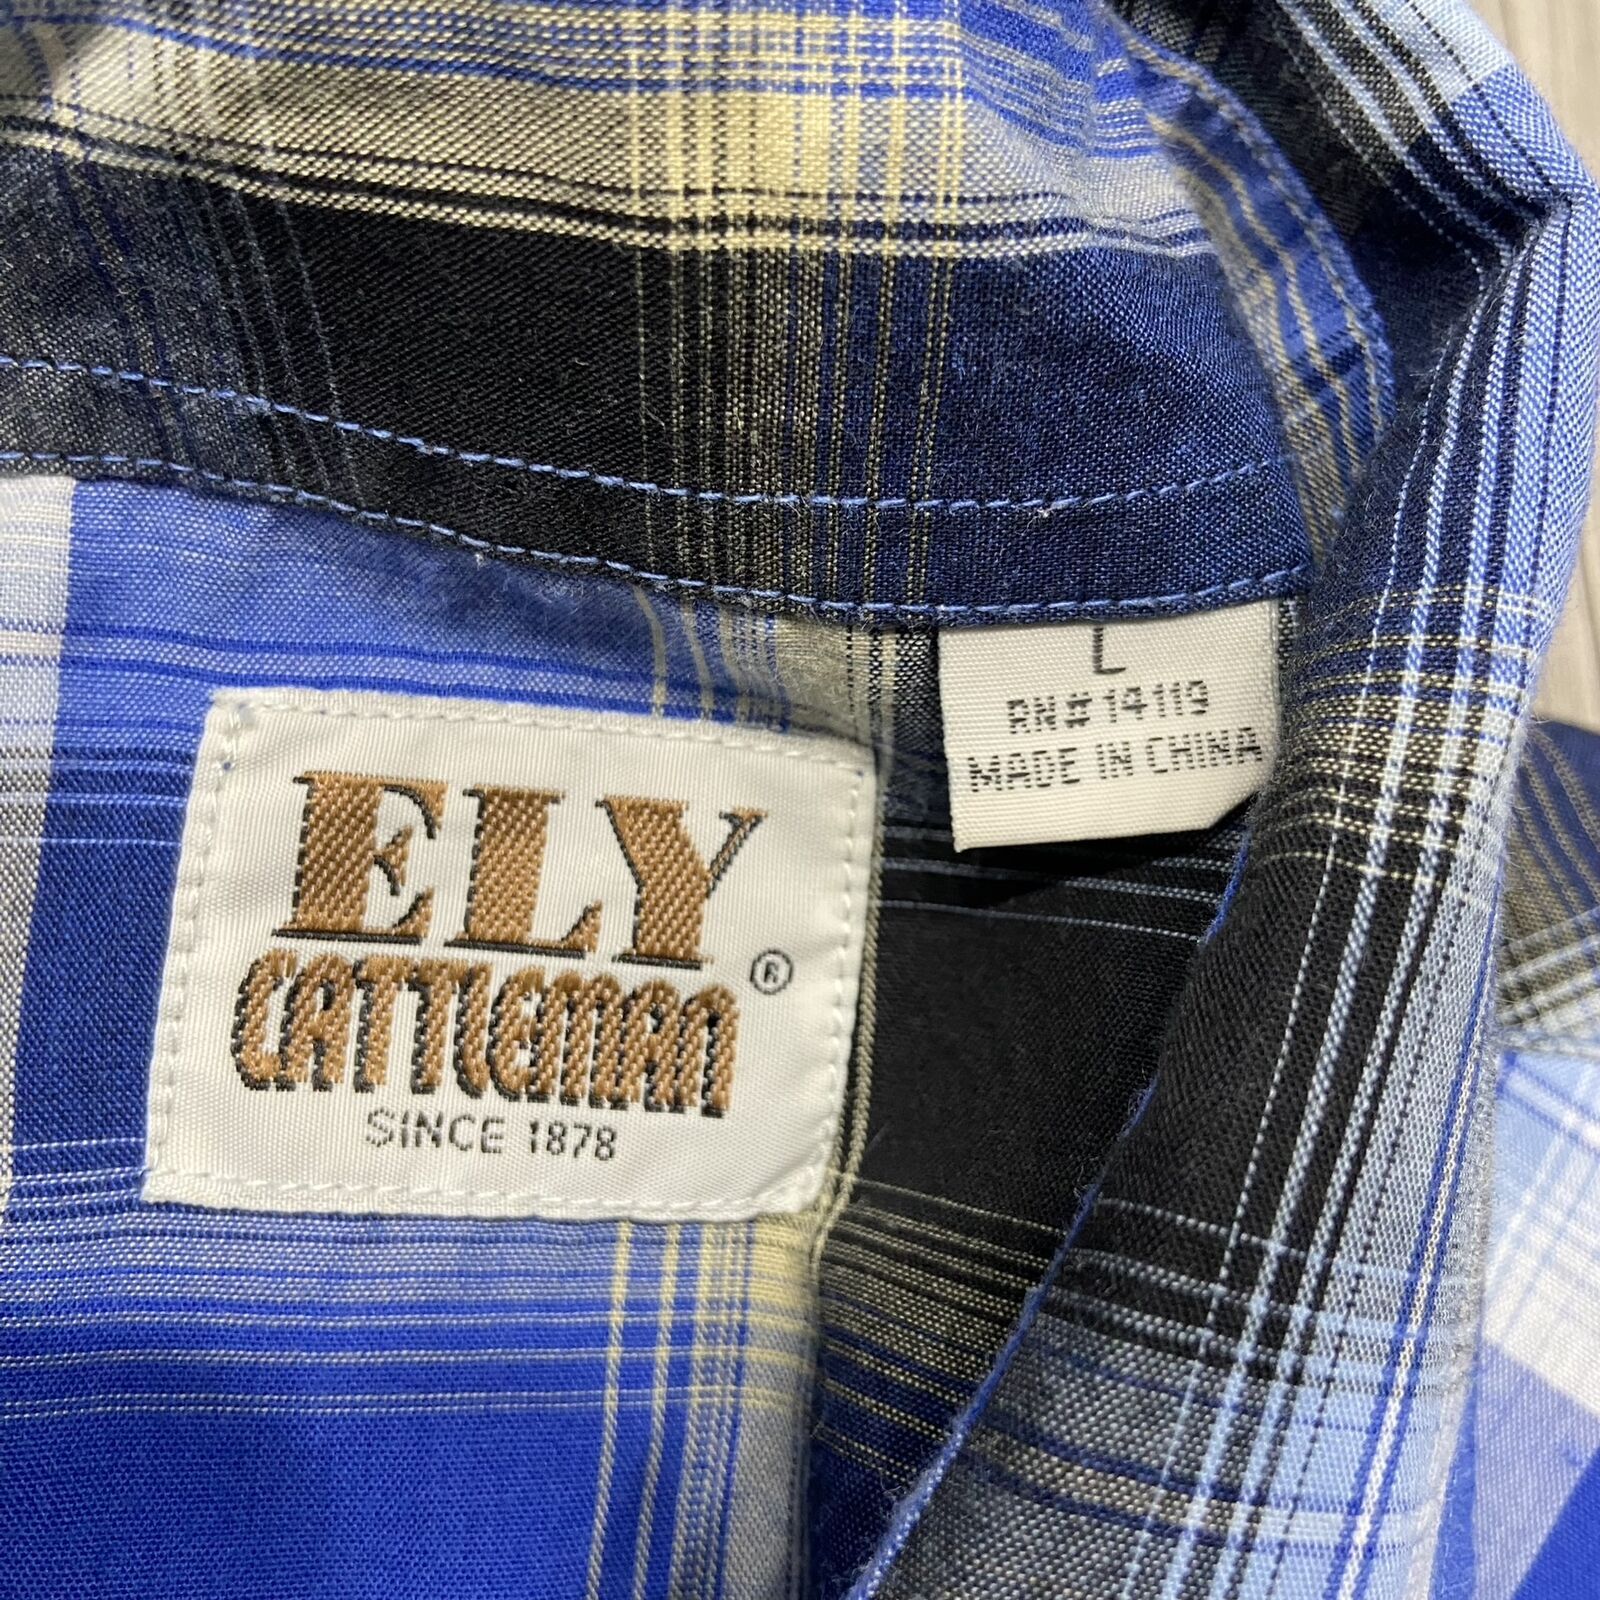 ELY
CATTLEMAN ®
SINCE 1878
L
RN# 14119
MADE IN CHINA